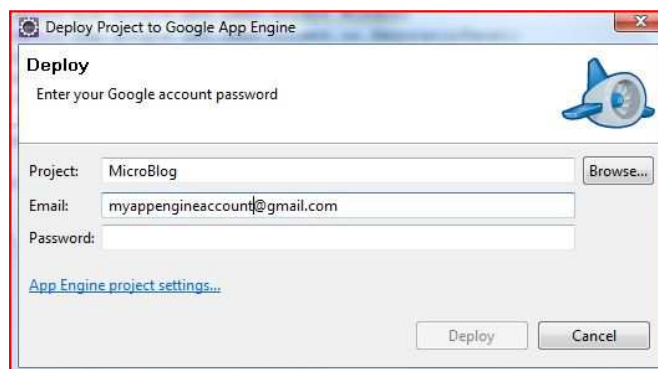 Deploy Project to Google App Engine
Deploy
Enter your Google account password
Project: MicroBlog Browse...
Email: myappengineaccount@gmail.com
Password:
App Engine project settings...
Deploy Cancel